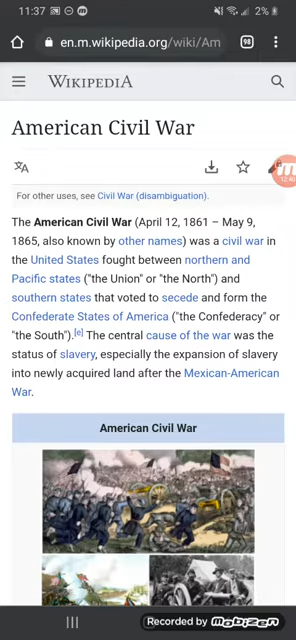 11:37 2%
en.m.wikipedia.org/wiki/Am 98
WIKIPEDIA
American Civil War
12:40
For other uses, see Civil War (disambiguation).
The American Civil War (April 12, 1861 – May 9,
1865, also known by other names) was a civil war in
the United States fought between northern and
Pacific states ("the Union" or "the North") and
southern states that voted to secede and form the
Confederate States of America ("the Confederacy" or
"the South").[e] The central cause of the war was the
status of slavery, especially the expansion of slavery
into newly acquired land after the Mexican-American
War.
American Civil War
Recorded by Mobizen